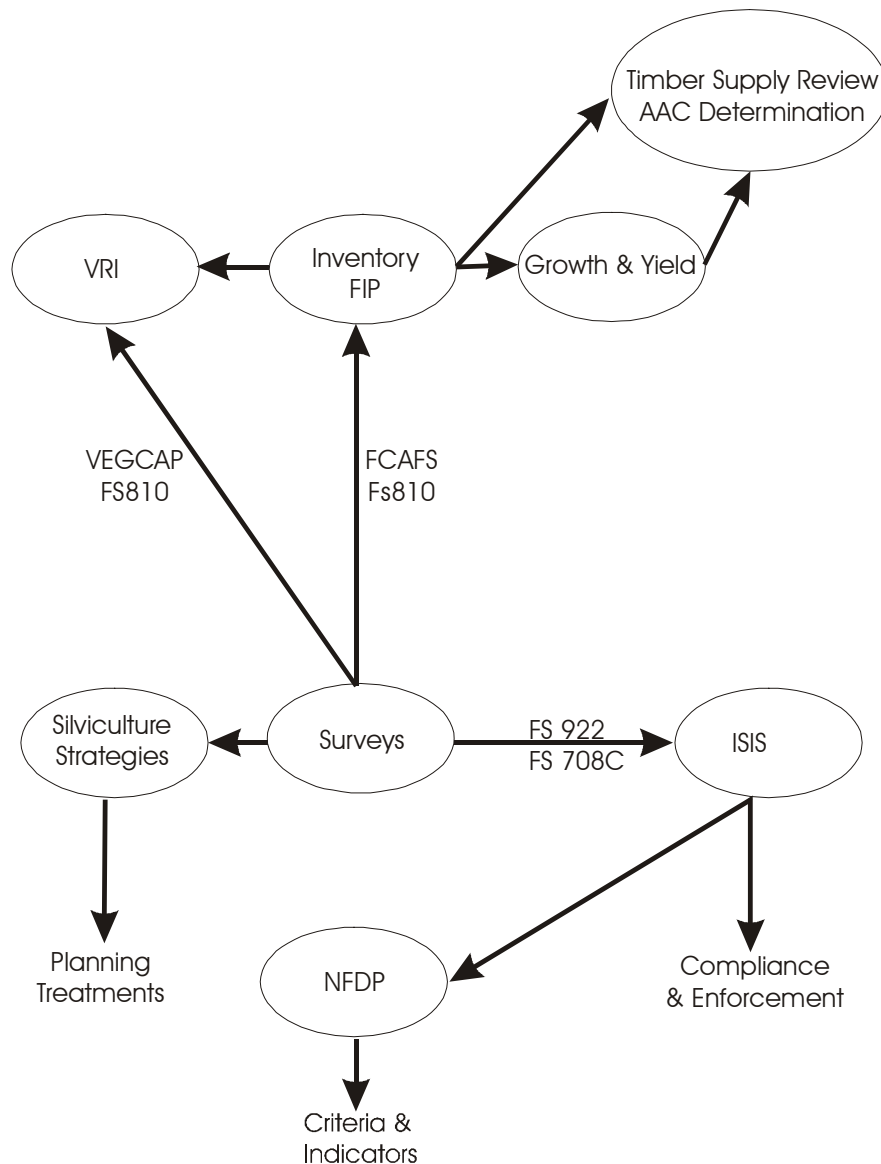 Timber Supply Review
AAC Determination
VRI
Inventory
FIP
Growth & Yield
VEGCAP
FS810
FCAFS
Fs810
Silviculture
Strategies
Surveys
FS 922
FS 708C
ISIS
Planning
Treatments
NFDP
Compliance
& Enforcement
Criteria &
Indicators